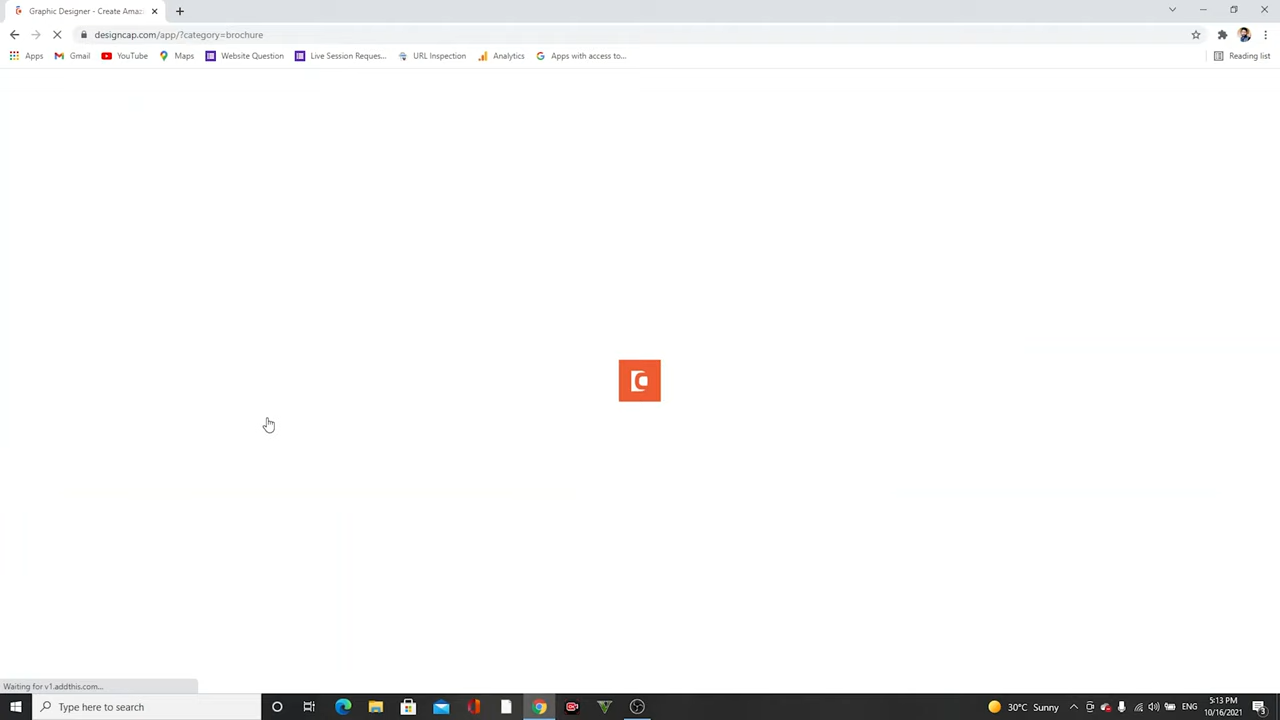 Graphic Designer - Create Amaz
designcap.com/app/?category=brochure
Apps Gmail YouTube Maps Website Question Live Session Reques... URL Inspection Analytics Apps with access to... Reading list
Waiting for v1.addthis.com...
Type here to search
30°C Sunny
ENG
5:13 PM
10/16/2021